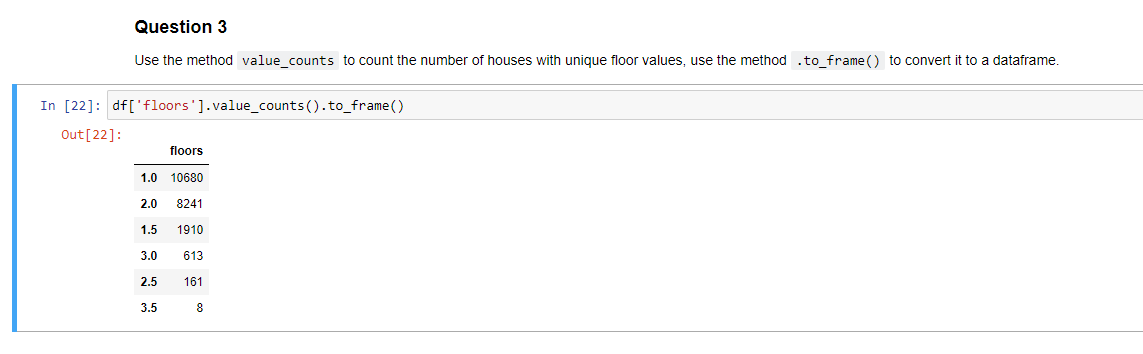 Question 3
Use the method value_counts to count the number of houses with unique floor values, use the method .to_frame() to convert it to a dataframe.
In [22]: df['floors'].value_counts().to_frame()
Out[22]:
floors
1.0 10680
2.0 8241
1.5 1910
3.0 613
2.5 161
3.5 8